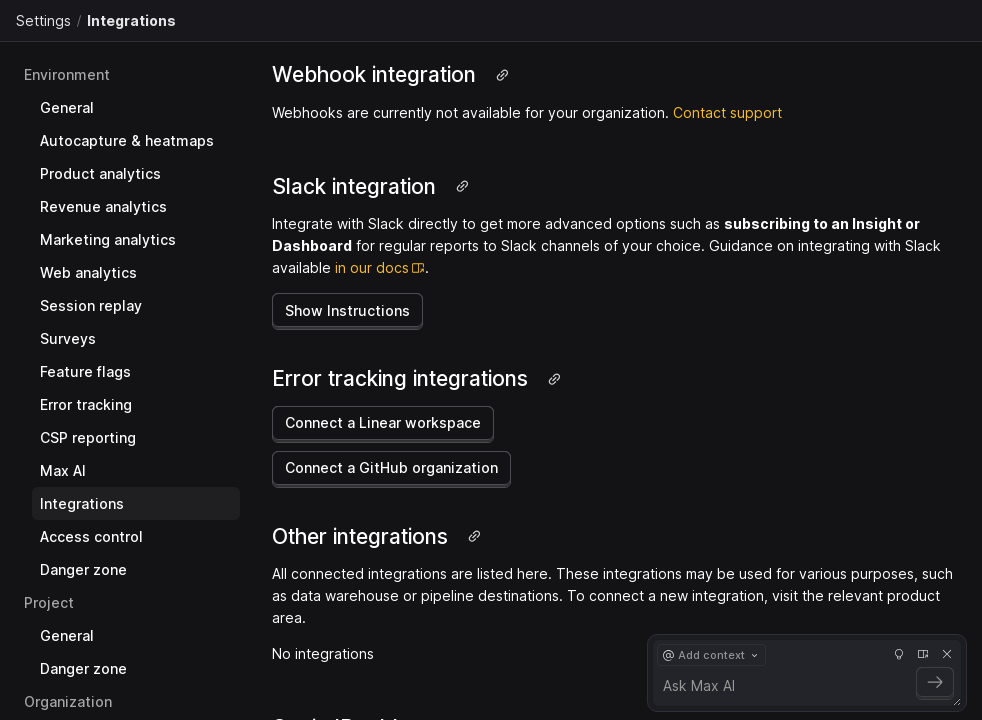 Settings / Integrations
Environment
General
Autocapture & heatmaps
Product analytics
Revenue analytics
Marketing analytics
Web analytics
Session replay
Surveys
Feature flags
Error tracking
CSP reporting
Max AI
Integrations
Access control
Danger zone
Project
General
Danger zone
Organization
Webhook integration
Webhooks are currently not available for your organization. Contact support
Slack integration
Integrate with Slack directly to get more advanced options such as subscribing to an Insight or
Dashboard for regular reports to Slack channels of your choice. Guidance on integrating with Slack
available in our docs.
Show Instructions
Error tracking integrations
Connect a Linear workspace
Connect a GitHub organization
Other integrations
All connected integrations are listed here. These integrations may be used for various purposes, such
as data warehouse or pipeline destinations. To connect a new integration, visit the relevant product
area.
No integrations
@ Add context
Ask Max AI